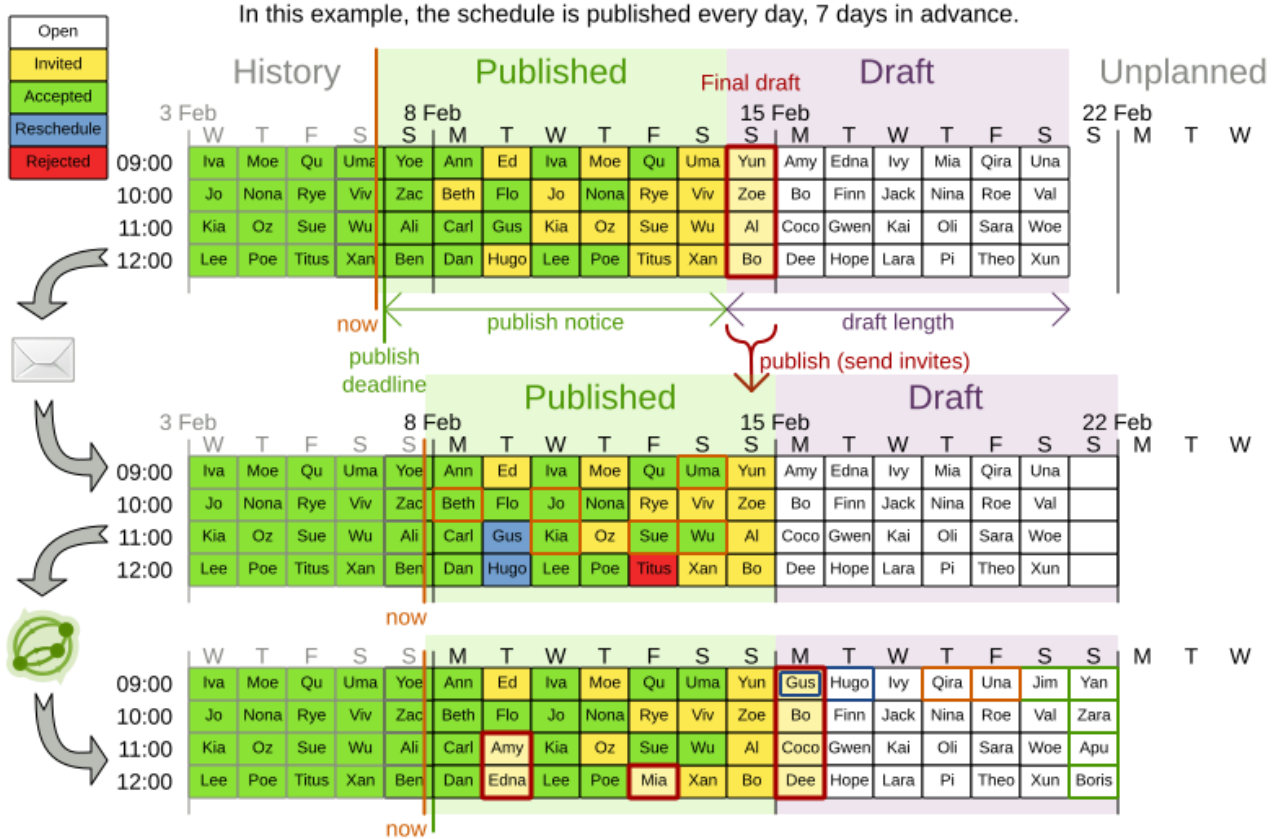 In this example, the schedule is published every day, 7 days in advance.
Open
Invited
Accepted
Reschedule
Rejected
History Published Draft Unplanned
Final draft
3 Feb 8 Feb 15 Feb 22 Feb
W T F S S M T W T F S S M T W T F S S M T W
09:00 Iva Moe Qu Uma Yoe Ann Ed Iva Moe Qu Uma Yun Amy Edna Ivy Mia Qira Una
10:00 Jo Nona Rye Viv Zac Beth Flo Jo Nona Rye Viv Zoe Bo Finn Jack Nina Roe Val
11:00 Kia Oz Sue Wu Ali Carl Gus Kia Oz Sue Wu Al Coco Gwen Kai Oli Sara Woe
12:00 Lee Poe Titus Xan Ben Dan Hugo Lee Poe Titus Xan Bo Dee Hope Lara Pi Theo Xun
now publish notice draft length
publish deadline
publish (send invites)
Published Draft
3 Feb 8 Feb 15 Feb 22 Feb
W T F S S M T W T F S S M T W T F S S M T W
09:00 Iva Moe Qu Uma Yoe Ann Ed Iva Moe Qu Uma Yun Amy Edna Ivy Mia Qira Una
10:00 Jo Nona Rye Viv Zac Beth Flo Jo Nona Rye Viv Zoe Bo Finn Jack Nina Roe Val
11:00 Kia Oz Sue Wu Ali Carl Gus Kia Oz Sue Wu Al Coco Gwen Kai Oli Sara Woe
12:00 Lee Poe Titus Xan Ben Dan Hugo Lee Poe Titus Xan Bo Dee Hope Lara Pi Theo Xun
now
W T F S S M T W T F S S M T W T F S S M T W
09:00 Iva Moe Qu Uma Yoe Ann Ed Iva Moe Qu Uma Yun Gus Hugo Ivy Qira Una Jim Yan
10:00 Jo Nona Rye Viv Zac Beth Flo Jo Nona Rye Viv Zoe Bo Finn Jack Nina Roe Val Zara
11:00 Kia Oz Sue Wu Ali Carl Amy Kia Oz Sue Wu Al Coco Gwen Kai Oli Sara Woe Apu
12:00 Lee Poe Titus Xan Ben Dan Edna Lee Poe Mia Xan Bo Dee Hope Lara Pi Theo Xun Boris
now